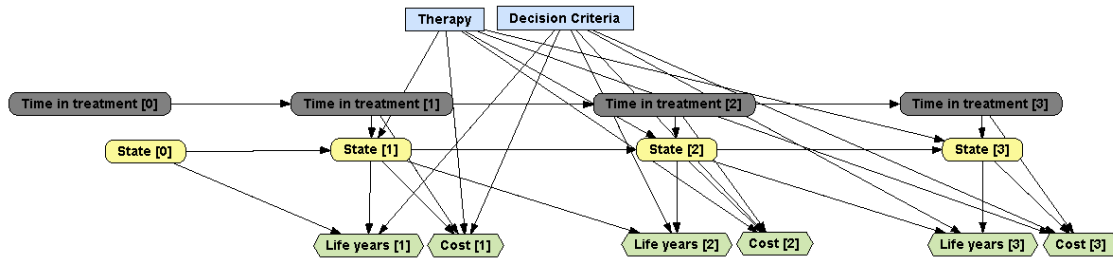 Therapy
Decision Criteria
Time in treatment [0]
Time in treatment [1]
Time in treatment [2]
Time in treatment [3]
State [0]
State [1]
State [2]
State [3]
Life years [1]
Cost [1]
Life years [2]
Cost [2]
Life years [3]
Cost [3]